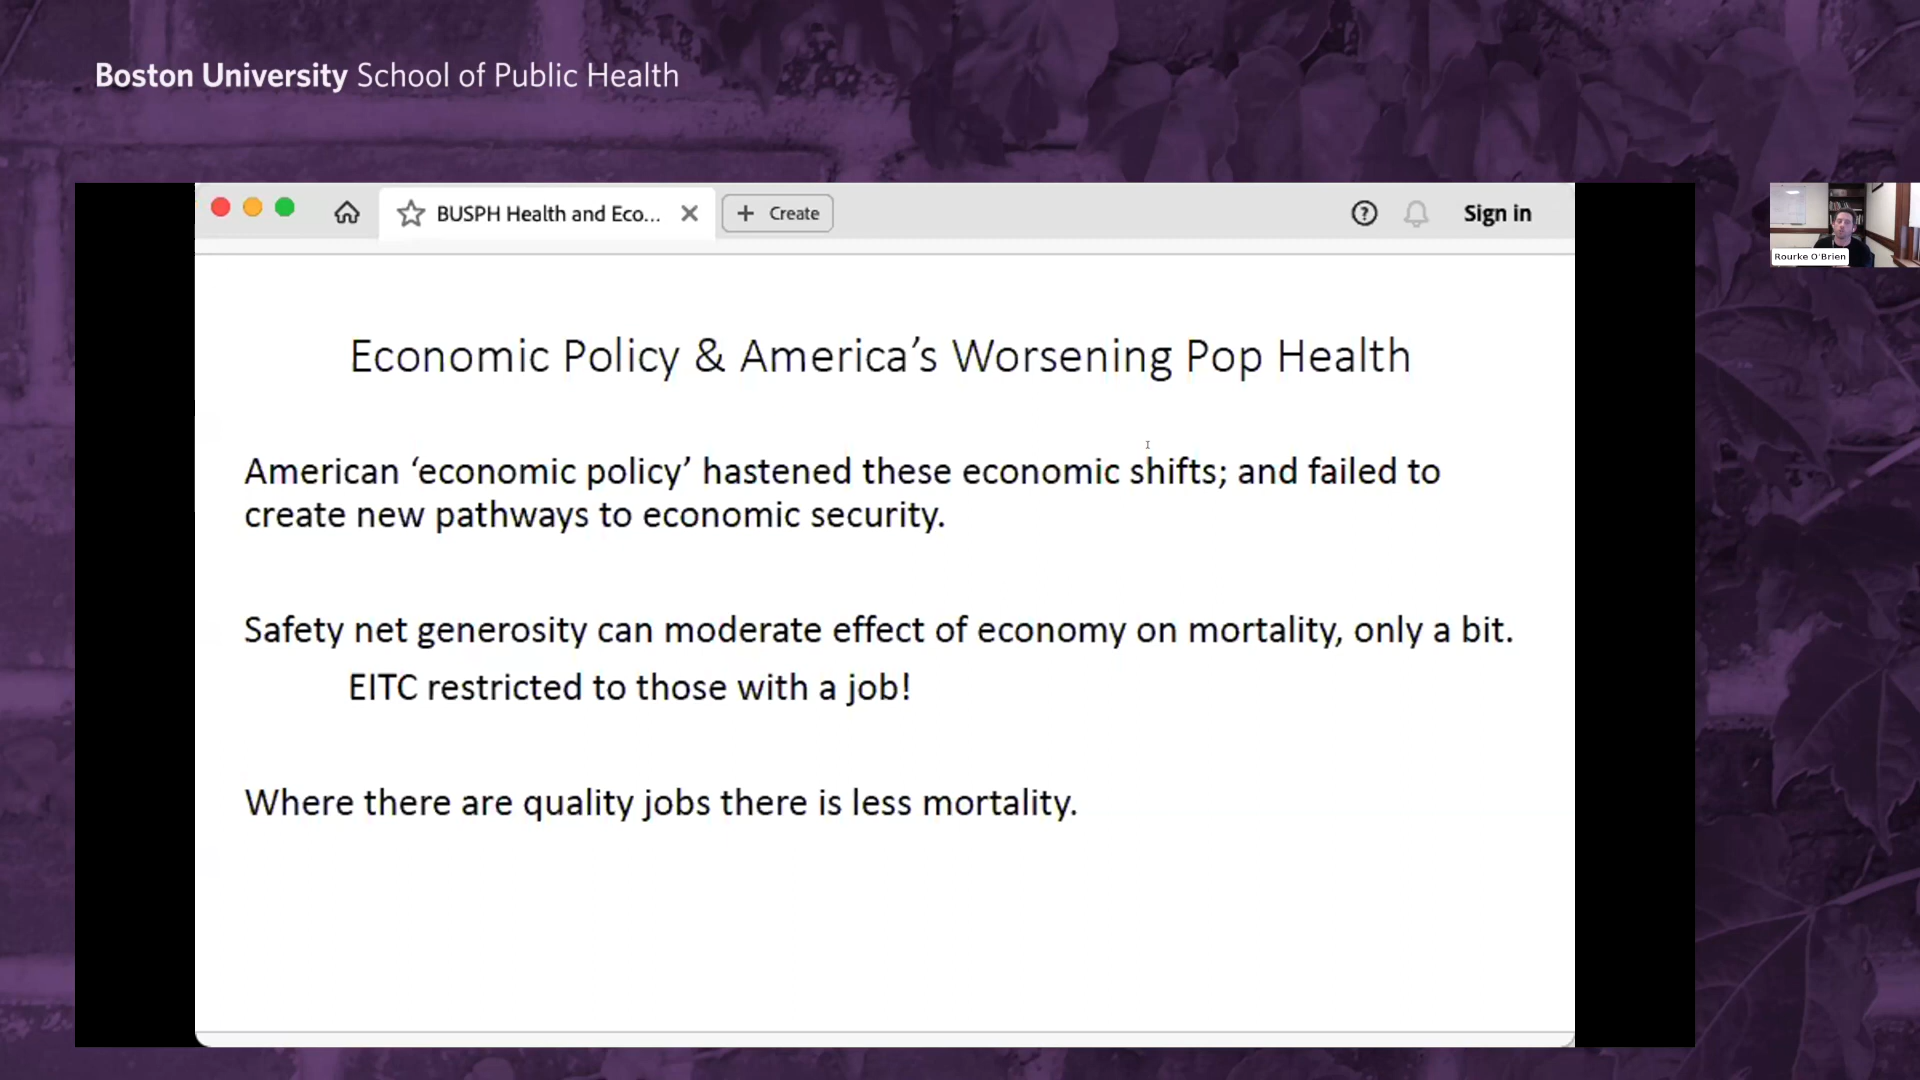 Boston University School of Public Health
BUSPH Health and Eco...
Create
Sign in
Rourke O'Brien
Economic Policy & America’s Worsening Pop Health
American ‘economic policy’ hastened these economic shifts; and failed to
create new pathways to economic security.
Safety net generosity can moderate effect of economy on mortality, only a bit.
EITC restricted to those with a job!
Where there are quality jobs there is less mortality.